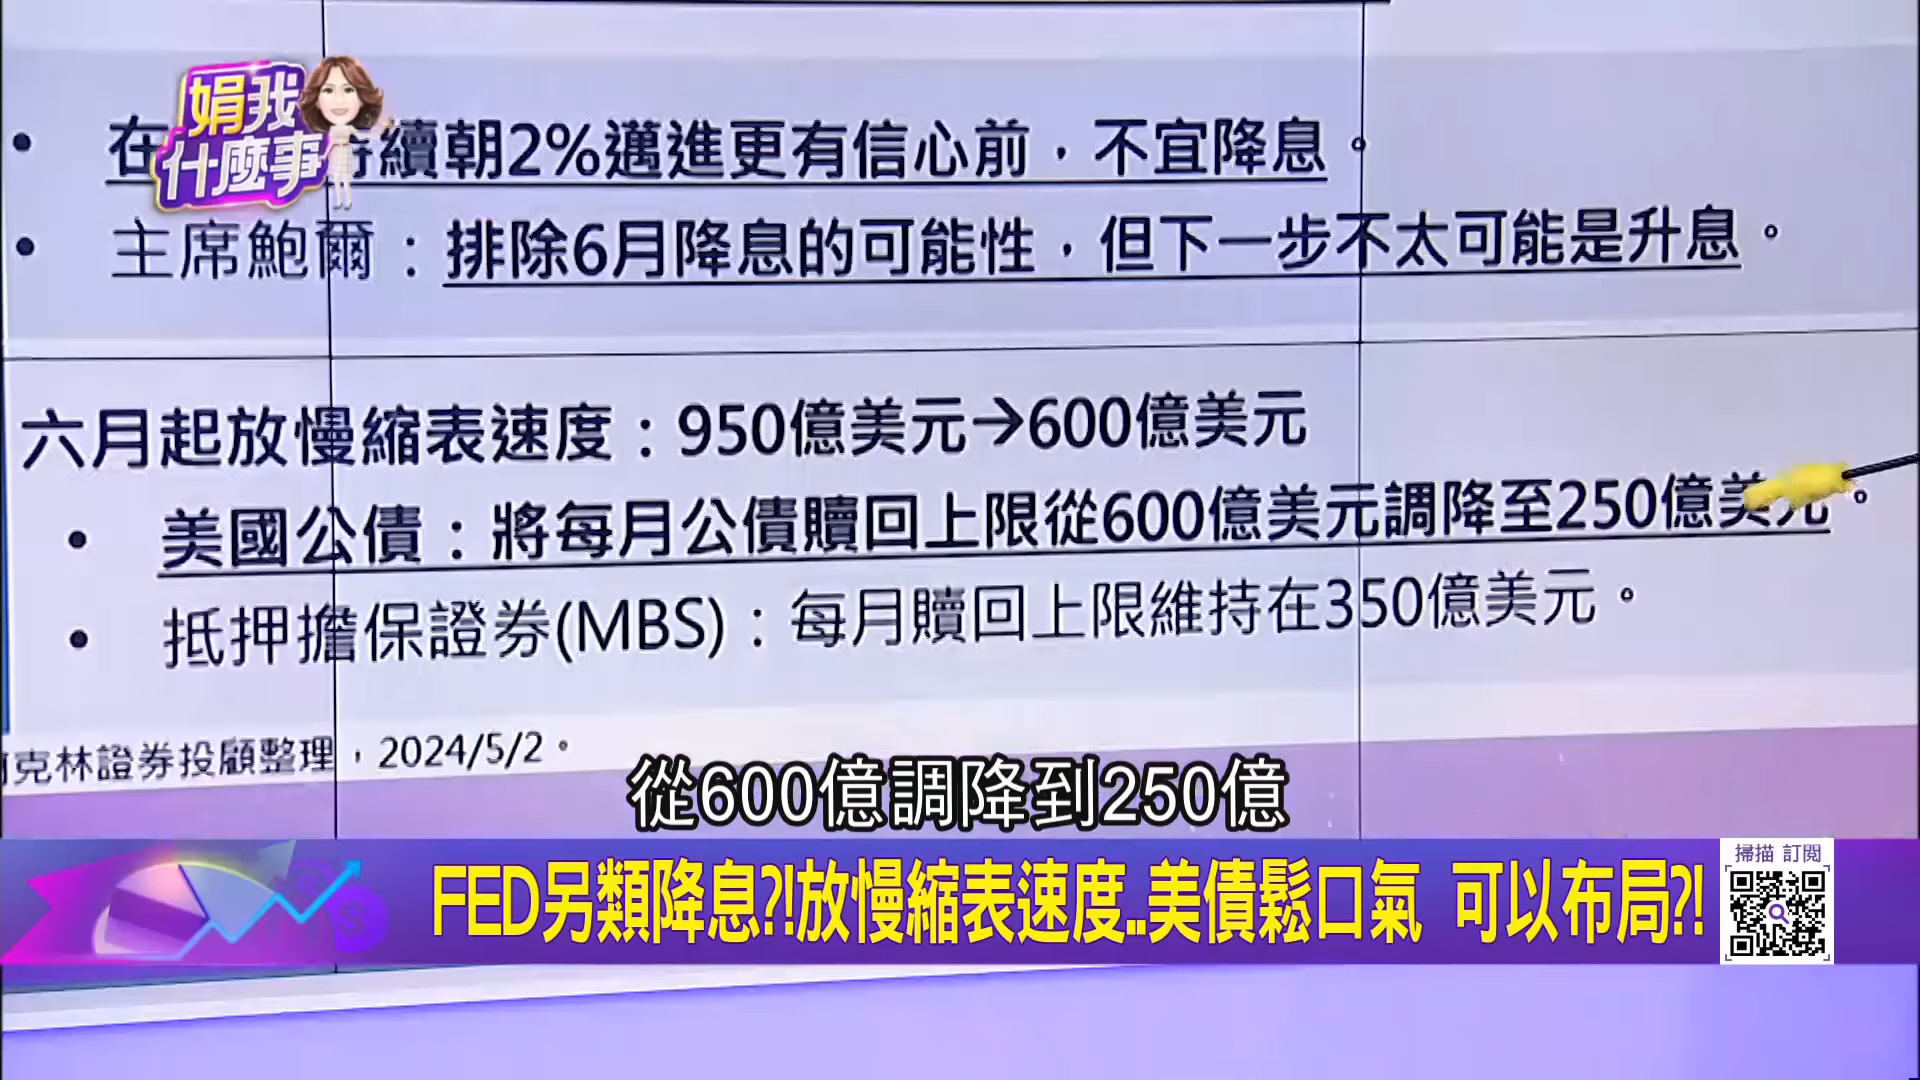 娟我
什麼事
在
續朝2%邁進更有信心前，不宜降息。
主席鮑爾：排除6月降息的可能性，但下一步不太可能是升息。
六月起放慢縮表速度：950億美元→600億美元
美國公債：將每月公債贖回上限從600億美元調降至250億美元。
抵押擔保證券(MBS)：每月贖回上限維持在350億美元。
克林證券投顧整理，2024/5/2。
從600億調降到250億
掃描 訂閱
FED另類降息?!放慢縮表速度..美債鬆口氣 可以布局?!